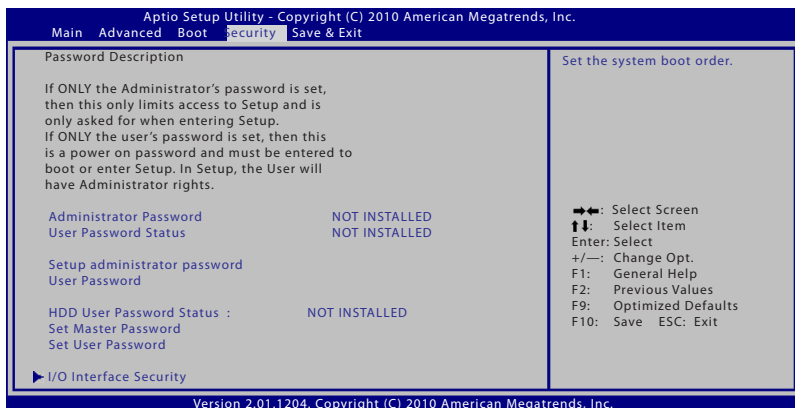 Aptio Setup Utility - Copyright (C) 2010 American Megatrends, Inc.
Main Advanced Boot Security Save & Exit
Password Description
If ONLY the Administrator's password is set,
then this only limits access to Setup and is
only asked for when entering Setup.
If ONLY the user's password is set, then this
is a power on password and must be entered to
boot or enter Setup. In Setup, the User will
have Administrator rights.
Administrator Password NOT INSTALLED
User Password Status NOT INSTALLED
Setup administrator password
User Password
HDD User Password Status : NOT INSTALLED
Set Master Password
Set User Password
I/O Interface Security
Set the system boot order.
→←: Select Screen
↑↓: Select Item
Enter: Select
+/—: Change Opt.
F1: General Help
F2: Previous Values
F9: Optimized Defaults
F10: Save ESC: Exit
Version 2.01.1204. Copyright (C) 2010 American Megatrends, Inc.